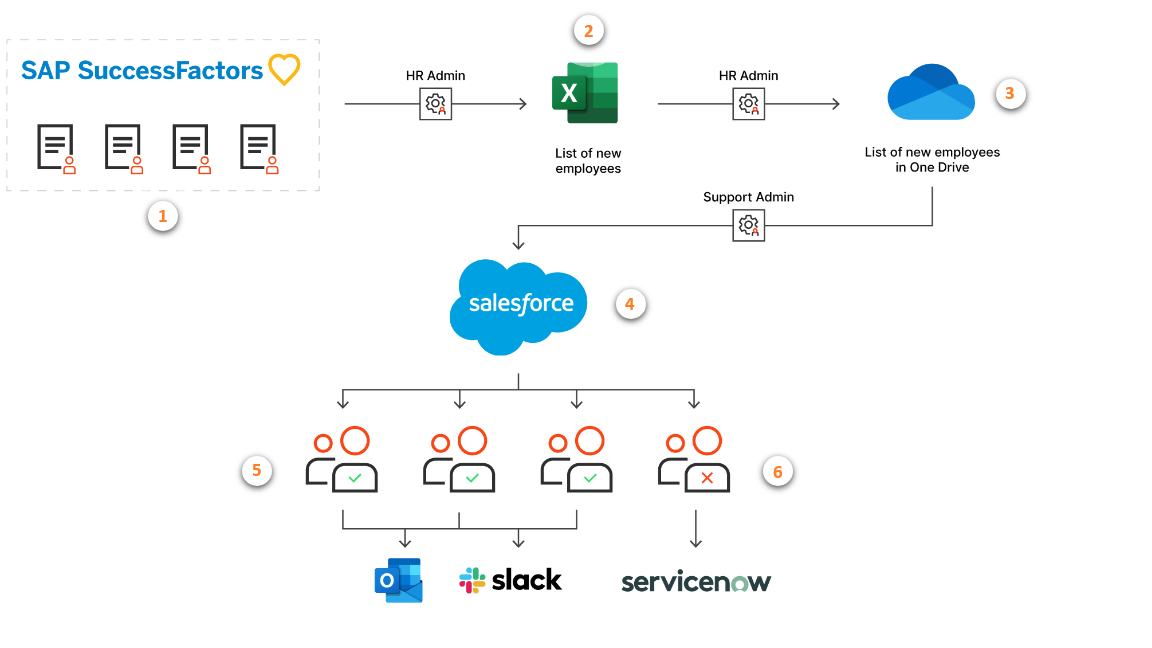 2
SAP SuccessFactors
HR Admin
HR Admin
X
3
List of new
employees
List of new employees
in One Drive
1
Support Admin
salesforce
4
5
6
O
slack
servicenow